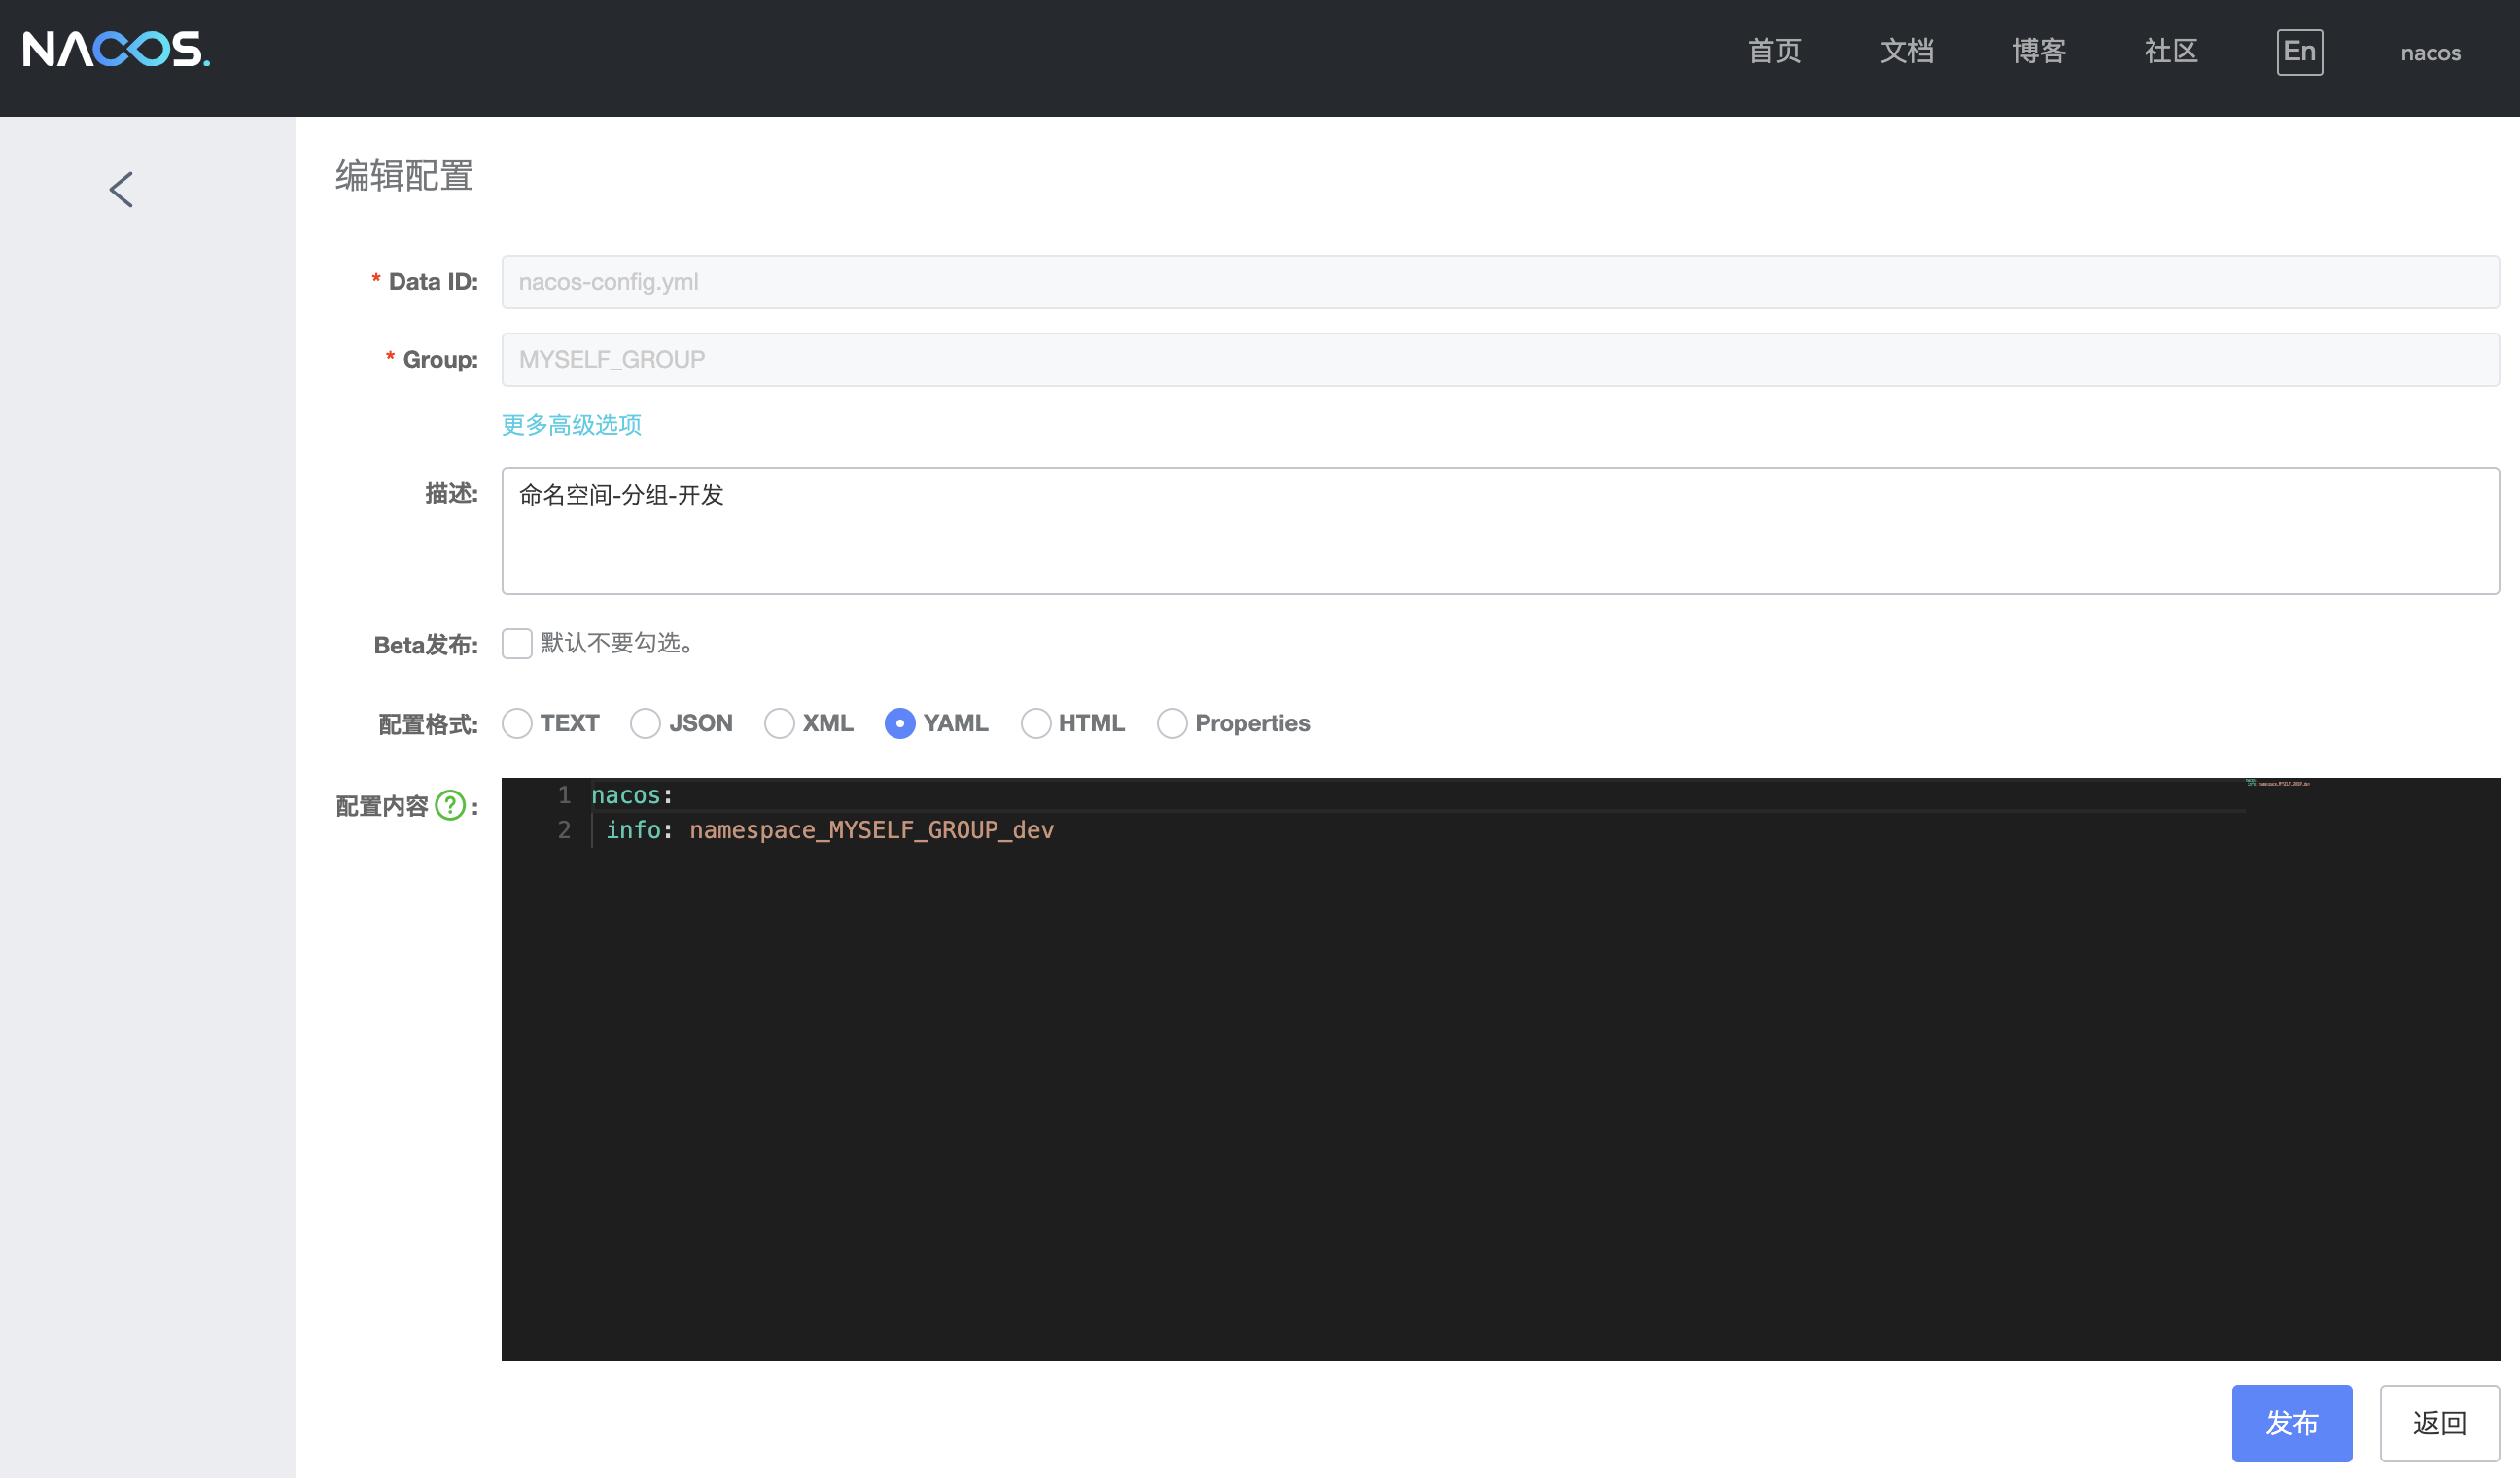 NACOS.
首页 文档 博客 社区 En nacos
编辑配置
* Data ID: nacos-config.yml
* Group: MYSELF_GROUP
更多高级选项
描述: 命名空间-分组-开发
Beta发布: 默认不要勾选。
配置格式: TEXT JSON XML YAML HTML Properties
配置内容 ? :
1 nacos:
2 info: namespace_MYSELF_GROUP_dev
发布 返回